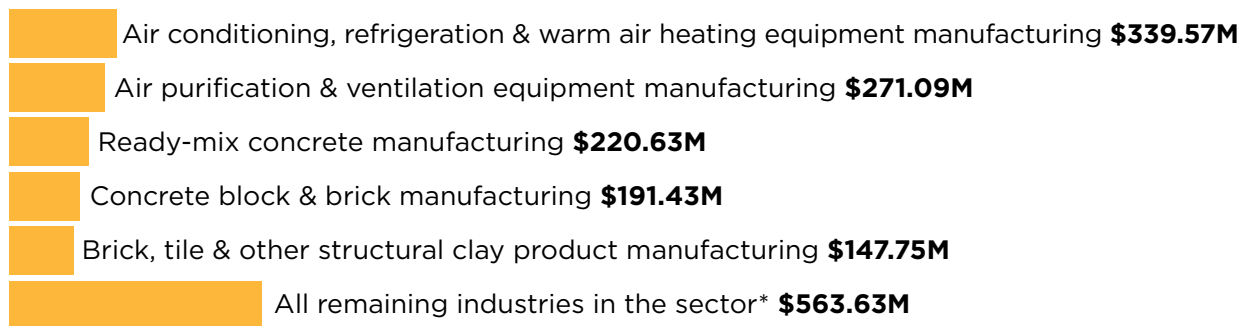 Air conditioning, refrigeration & warm air heating equipment manufacturing $339.57M
Air purification & ventilation equipment manufacturing $271.09M
Ready-mix concrete manufacturing $220.63M
Concrete block & brick manufacturing $191.43M
Brick, tile & other structural clay product manufacturing $147.75M
All remaining industries in the sector* $563.63M